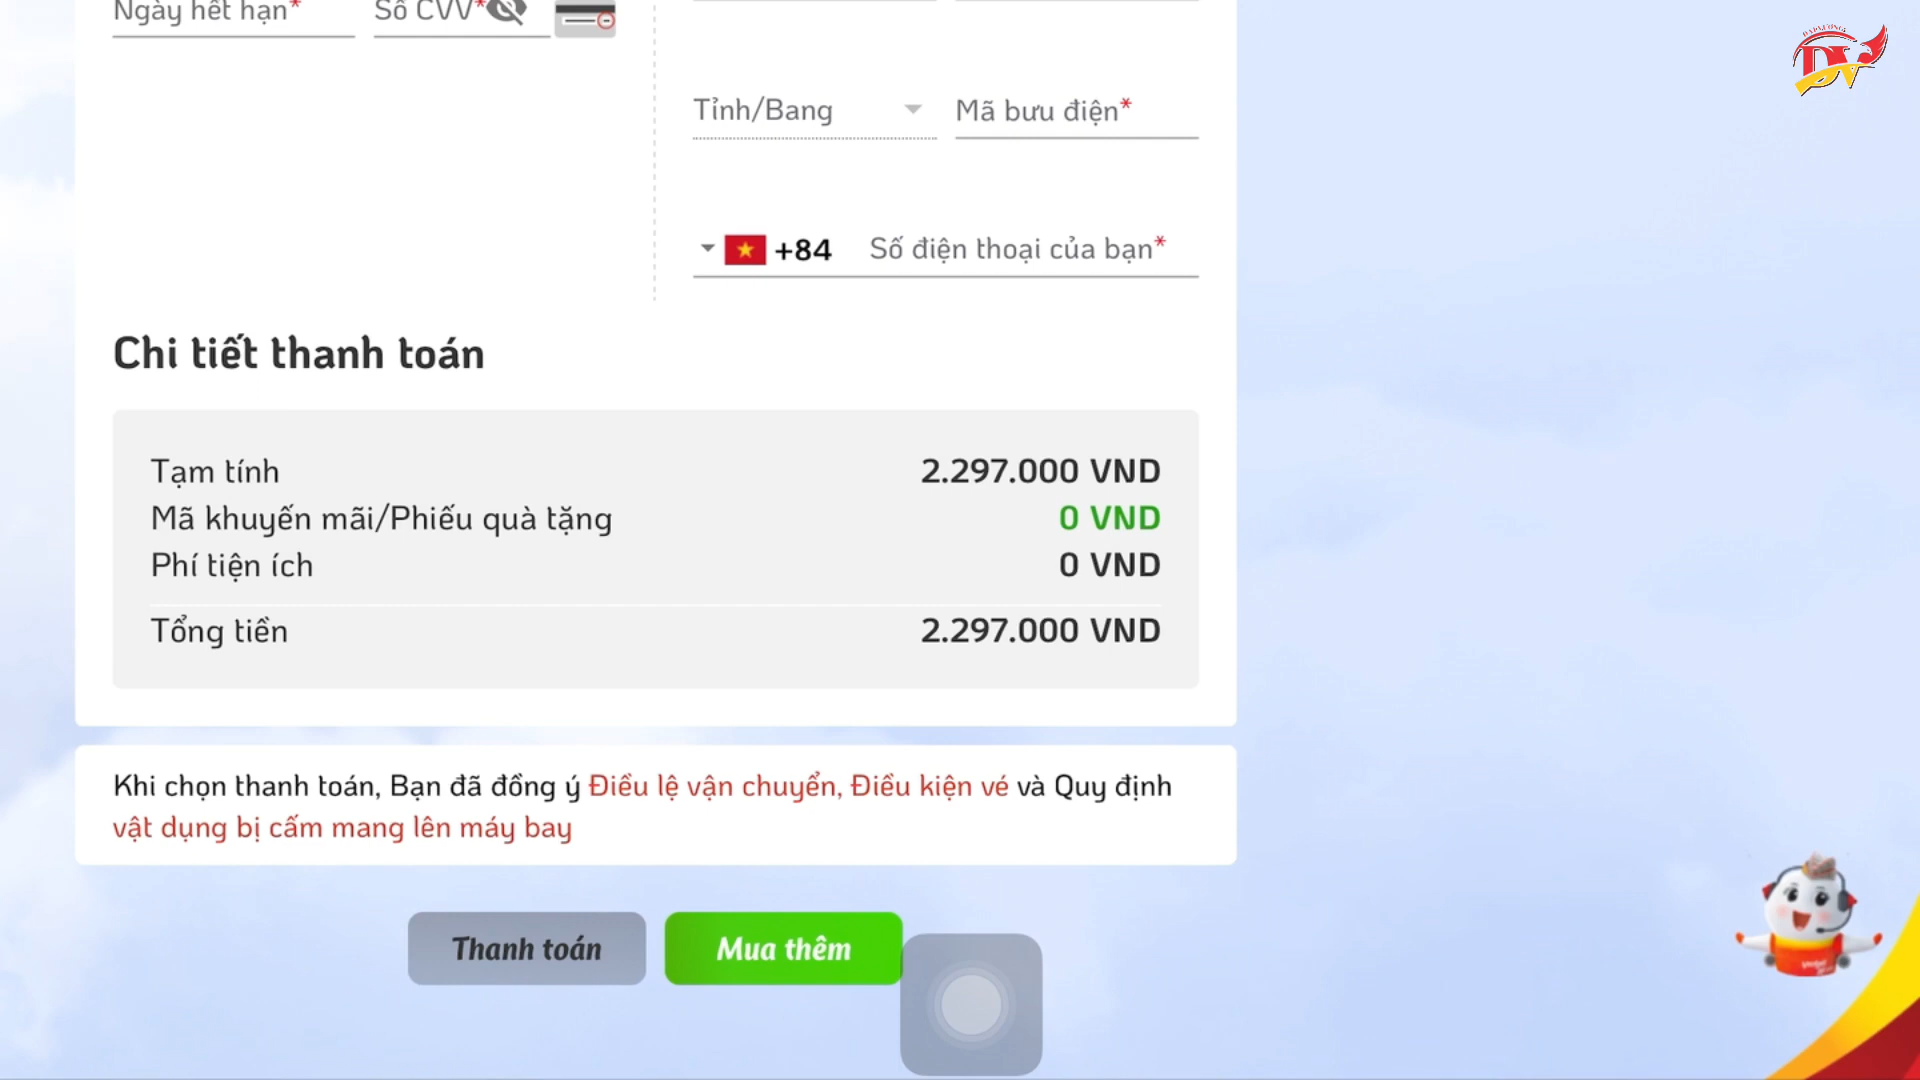 Ngày hết hạn*
Số CVV*
Tỉnh/Bang
Mã bưu điện*
+84
Số điện thoại của bạn*
Chi tiết thanh toán
Tạm tính
2.297.000 VND
Mã khuyến mãi/Phiếu quà tặng
0 VND
Phí tiện ích
0 VND
Tổng tiền
2.297.000 VND
Khi chọn thanh toán, Bạn đã đồng ý Điều lệ vận chuyển, Điều kiện vé và Quy định
vật dụng bị cấm mang lên máy bay
Thanh toán
Mua thêm